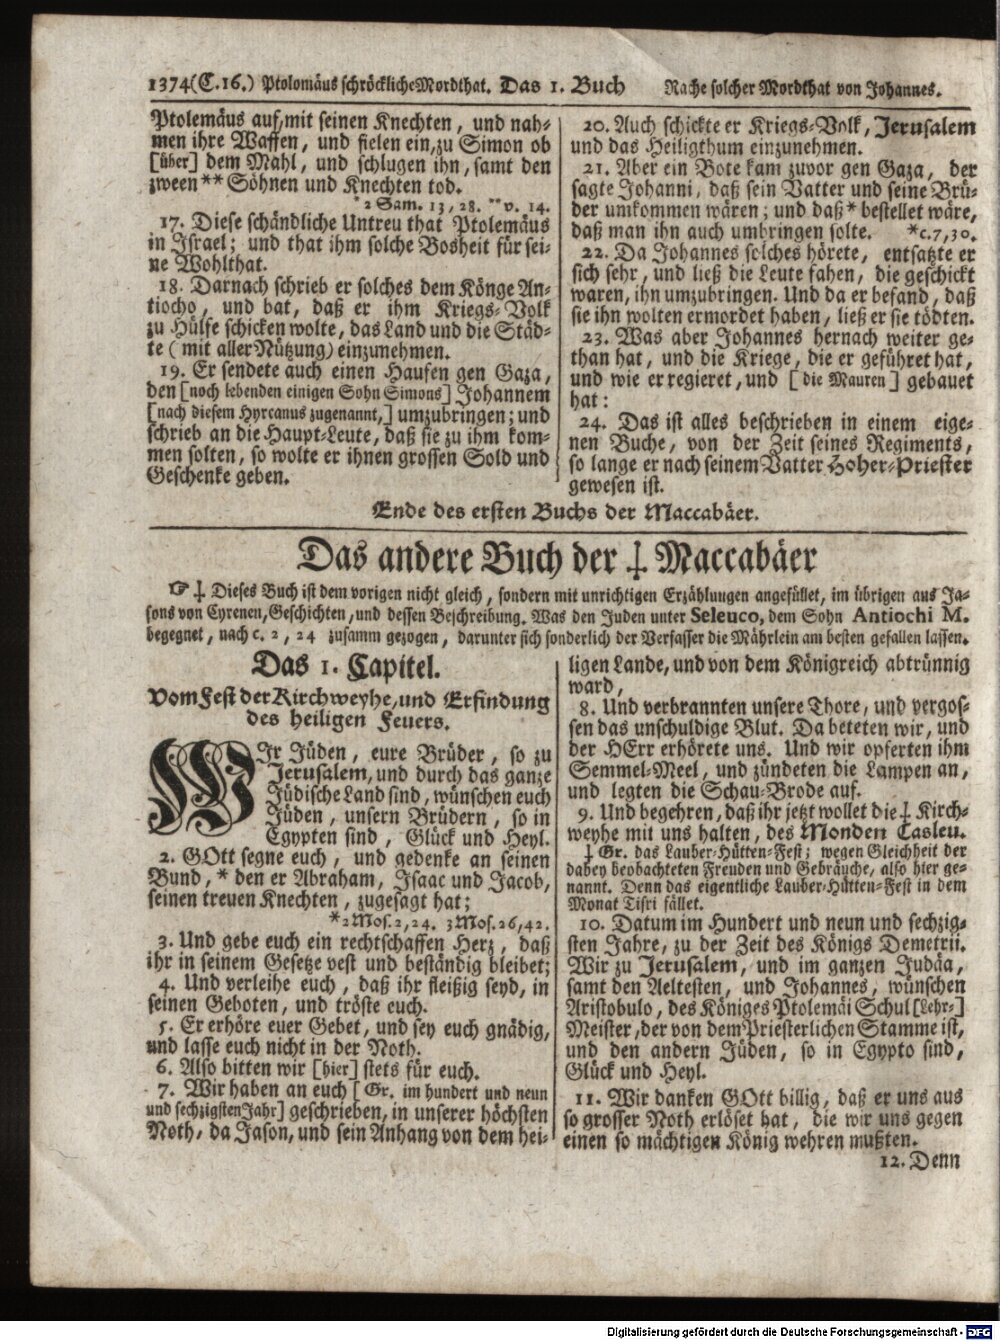 1374(C.16.) Ptolomäus schröckliche Mordthat. Das 1. Buch Rache solcher Mordthat von Johannes.
Ptolemäus auf, mit seinen Knechten, und nah-
men ihre Waffen, und fielen ein, zu Simon ob
[über] dem Mahl, und schlugen ihn, samt den
zween ** Söhnen und Knechten tod.
*2 Sam. 13, 28. **v. 14.
17. Diese schändliche Untreu that Ptolemäus
in Israel; und that ihm solche Bosheit für sei-
ne Wohlthat.
18. Darnach schrieb er solches dem Könge An-
tiocho, und bat, daß er ihm Kriegs-Volk
zu Hülfe schicken wolte, das Land und die Städ-
te (mit aller Nützung) einzunehmen.
19. Er sendete auch einen Haufen gen Gaza,
den [noch lebenden einigen Sohn Simons] Johannem
[nach diesem Hyrcanus zugenannt,] umzubringen; und
schrieb an die Haupt-Leute, daß sie zu ihm kom-
men solten, so wolte er ihnen grossen Sold und
Geschenke geben.
20. Auch schickte er Kriegs-Volk, Jerusalem
und das Heiligthum einzunehmen.
21. Aber ein Bote kam zuvor gen Gaza, der
sagte Johanni, daß sein Vatter und seine Brü-
der umkommen wären; und daß * bestellet wäre,
daß man ihn auch umbringen solte. *c. 7, 30.
22. Da Johannes solches hörete, entsatzte er
sich sehr, und ließ die Leute fahen, die geschickt
waren, ihn umzubringen. Und da er befand, daß
sie ihn wolten ermordet haben, ließ er sie tödten.
23. Was aber Johannes hernach weiter ge-
than hat, und die Kriege, die er geführet hat,
und wie er regieret, und [die Mauren] gebauet
hat:
24. Das ist alles beschrieben in einem eige-
nen Buche, von der Zeit seines Regiments,
so lange er nach seinem Vatter Hoher-Priester
gewesen ist.
Ende des ersten Buchs der Maccabäer.
Das andere Buch der † Maccabäer
☞ † Dieses Buch ist dem vorigen nicht gleich, sondern mit unrichtigen Erzählungen angefüllet, im übrigen aus Ja-
sons von Cyrenen, Geschichten, und dessen Beschreibung. Was den Juden unter Seleuco, dem Sohn Antiochi M.
begegnet, nach c. 2, 24 zusamm gezogen, darunter sich sonderlich der Verfasser die Mährlein am besten gefallen lassen.
Das 1. Capitel.
Vom Fest der Kirchweyhe, und Erfindung
des heiligen Feuers.
WIr Jüden, eure Brüder, so zu
Jerusalem, und durch das ganze
Jüdische Land sind, wünschen euch
Jüden, unsern Brüdern, so in
Egypten sind, Glück und Heyl.
2. GOtt segne euch, und gedenke an seinen
Bund, * den er Abraham, Isaac und Jacob,
seinen treuen Knechten, zugesagt hat;
*2 Mos. 2, 24. 3 Mos. 26, 42.
3. Und gebe euch ein rechtschaffen Herz, daß
ihr in seinem Gesetze vest und beständig bleibet;
4. Und verleihe euch, daß ihr fleißig seyd, in
seinen Geboten, und tröste euch.
5. Er erhöre euer Gebet, und sey euch gnädig,
und lasse euch nicht in der Noth.
6. Also bitten wir [hier] stets für euch.
7. Wir haben an euch [Gr. im hundert und neun
und sechzigsten Jahr] geschrieben, in unserer höchsten
Noth, da Jason, und sein Anhang von dem hei-
ligen Lande, und von dem Königreich abtrünnig
ward,
8. Und verbrannten unsere Thore, und vergos-
sen das unschuldige Blut. Da beteten wir, und
der HErr erhörete uns. Und wir opferten ihm
Semmel-Meel, und zündeten die Lampen an,
und legten die Schau-Brode auf.
9. Und begehren, daß ihr jetzt wollet die † Kirch-
weyhe mit uns halten, des Monden Casleu.
† Gr. das Lauber-Hütten-Fest; wegen Gleichheit der
dabey beobachteten Freuden und Gebräuche, also hier ge-
nannt. Denn das eigentliche Lauber-Hütten-Fest in dem
Monat Tisri fället.
10. Datum im Hundert und neun und sechzig-
sten Jahre, zu der Zeit des Königs Demetrii.
Wir zu Jerusalem, und im ganzen Judäa,
samt den Aeltesten, und Johannes, wünschen
Aristobulo, des Königes Ptolemäi Schul[Lehr-]
Meister, der von dem Priesterlichen Stamme ist,
und den andern Jüden, so in Egypto sind,
Glück und Heyl.
11. Wir danken GOtt billig, daß er uns aus
so grosser Noth erlöset hat, die wir uns gegen
einen so mächtigen König wehren mußten.
12. Denn
Digitalisierung gefördert durch die Deutsche Forschungsgemeinschaft - DFG